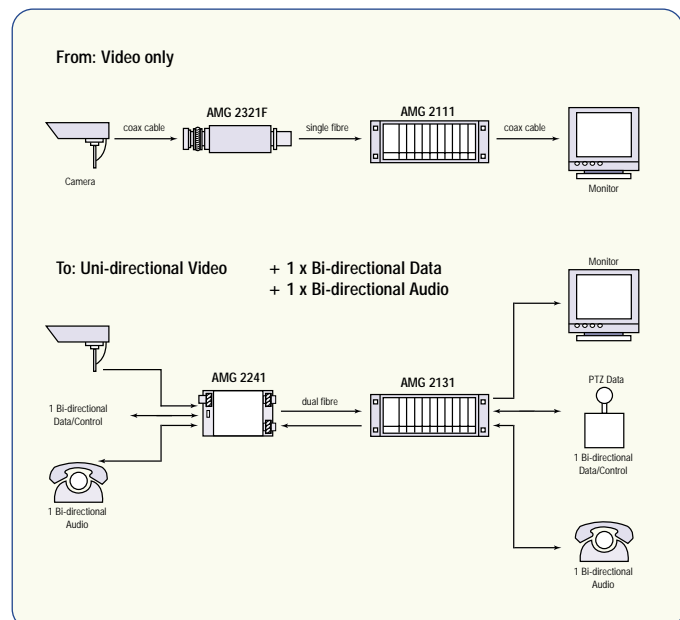 From: Video only
AMG 2321F
AMG 2111
coax cable
single fibre
coax cable
Camera
Monitor
To: Uni-directional Video + 1 x Bi-directional Data
+ 1 x Bi-directional Audio
Monitor
AMG 2241
AMG 2131
PTZ Data
dual fibre
1 Bi-directional
Data/Control
1 Bi-directional
Data/Control
1 Bi-directional
Audio
1 Bi-directional
Audio